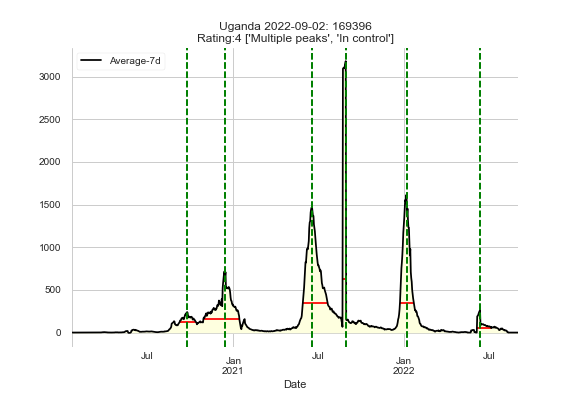 Uganda 2022-09-02: 169396
Rating:4 ['Multiple peaks', 'In control']
Average-7d
3000
2500
2000
1500
1000
500
0
Jul
Jan
2021
Jul
Jan
2022
Jul
Date